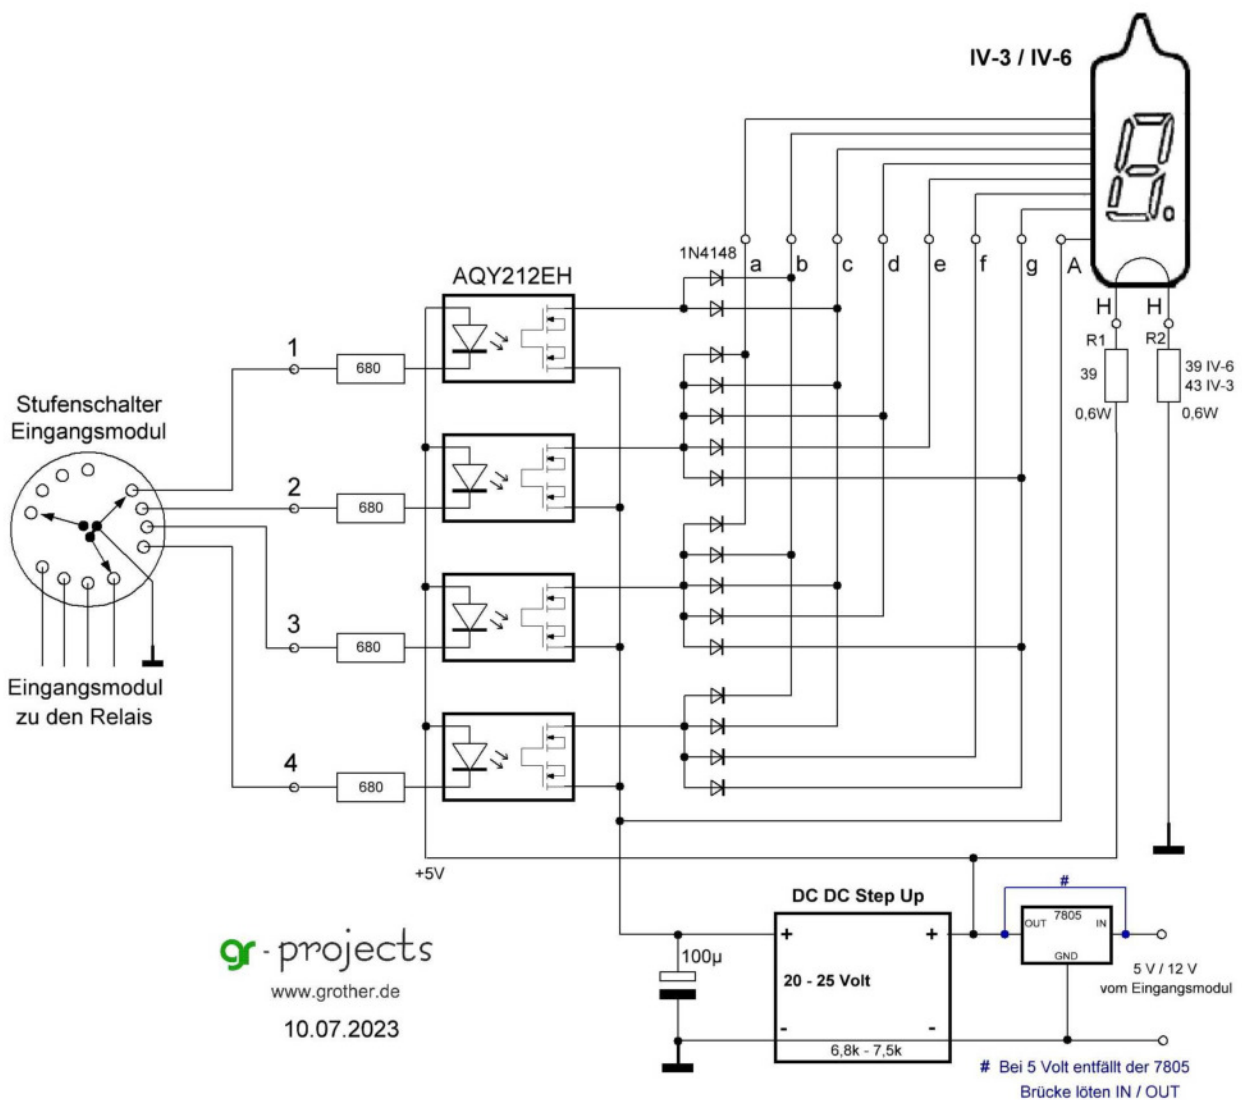 IV-3 / IV-6
1N4148
a b c d e f g A
AQY212EH
H H
R1 R2
39
39 IV-6
43 IV-3
0,6W 0,6W
1
680
Stufenschalter
Eingangsmodul
2
680
3
680
Eingangsmodul
zu den Relais
4
680
+5V
#
DC DC Step Up
7805
OUT IN
GND
+ +
100µ
20 - 25 Volt
5 V / 12 V
vom Eingangsmodul
- -
6,8k - 7,5k
gr - projects
www.grother.de
10.07.2023
# Bei 5 Volt entfällt der 7805
Brücke löten IN / OUT